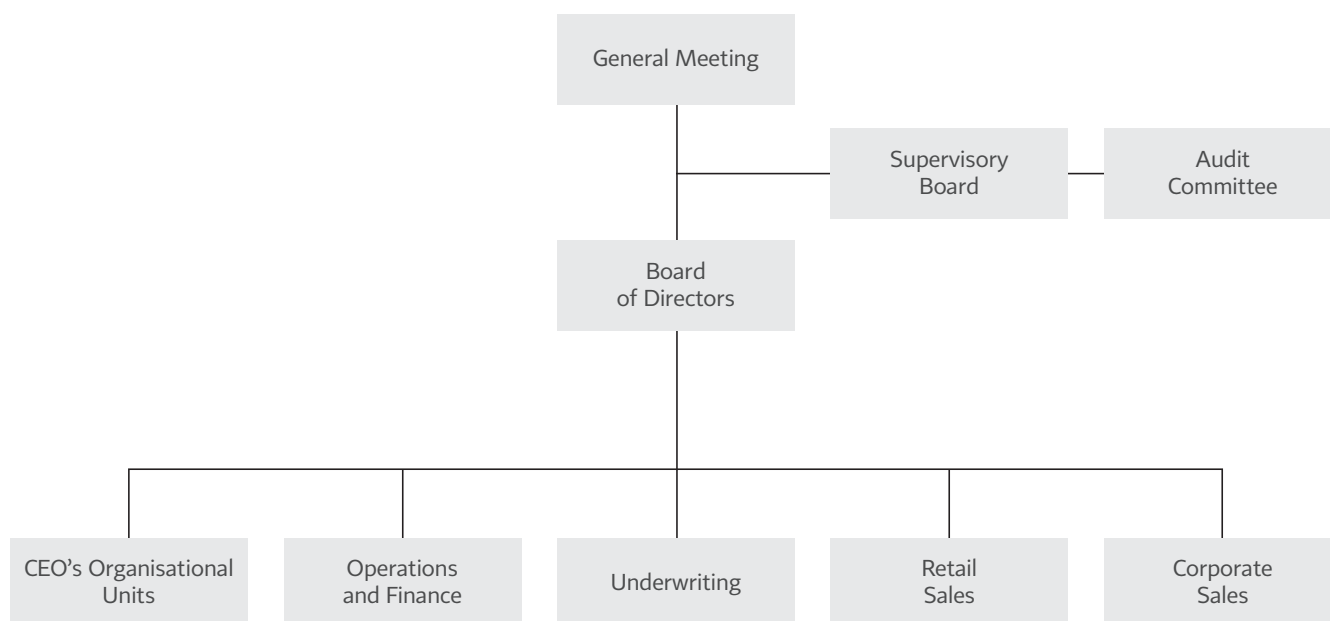 General Meeting
Supervisory
Board
Audit
Committee
Board
of Directors
CEO’s Organisational
Units
Operations
and Finance
Underwriting
Retail
Sales
Corporate
Sales